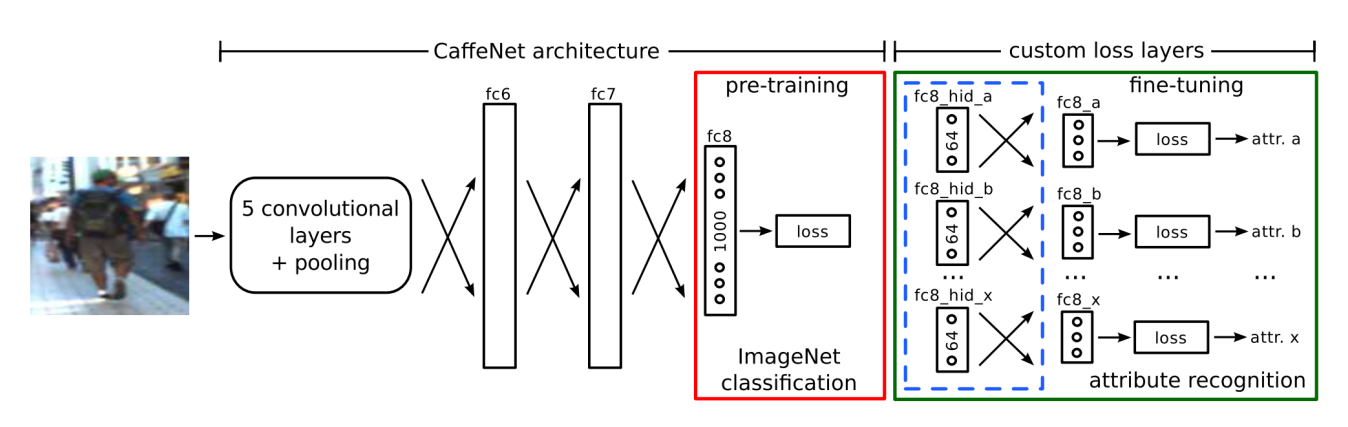 CaffeNet architecture
custom loss layers
5 convolutional
layers
+ pooling
fc6
fc7
pre-training
fc8
1000
loss
ImageNet
classification
fine-tuning
fc8_hid_a
64
fc8_a
loss
attr. a
fc8_hid_b
64
fc8_b
loss
attr. b
...
...
...
...
fc8_hid_x
64
fc8_x
loss
attr. x
attribute recognition